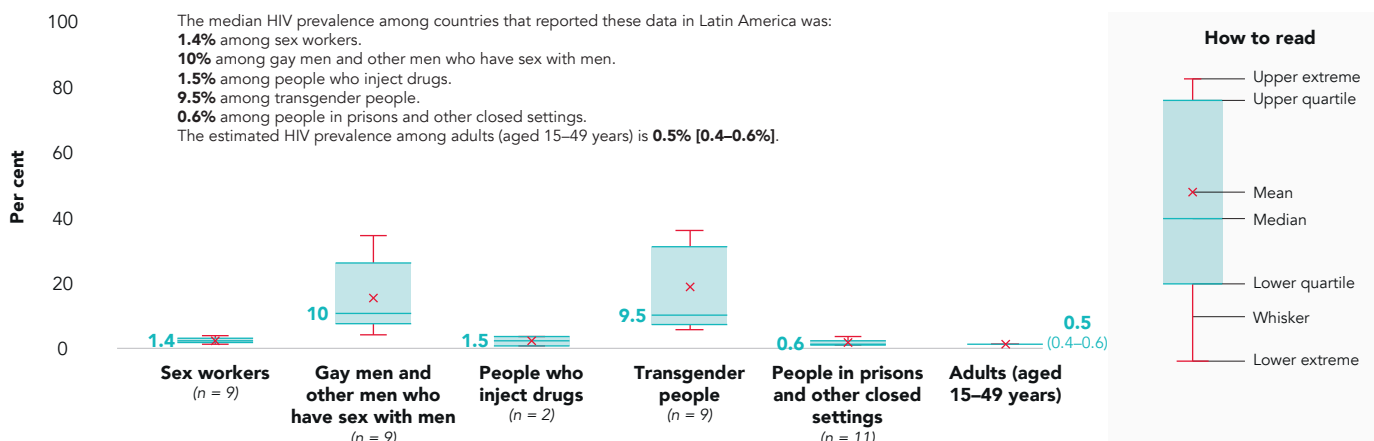 The median HIV prevalence among countries that reported these data in Latin America was:
1.4% among sex workers.
10% among gay men and other men who have sex with men.
1.5% among people who inject drugs.
9.5% among transgender people.
0.6% among people in prisons and other closed settings.
The estimated HIV prevalence among adults (aged 15–49 years) is 0.5% [0.4–0.6%].
Per cent
100
80
60
40
20
0
1.4
10
1.5
9.5
0.6
0.5
(0.4–0.6)
Sex workers
(n = 9)
Gay men and
other men who
have sex with men
(n = 9)
People who
inject drugs
(n = 2)
Transgender
people
(n = 9)
People in prisons
and other closed
settings
(n = 11)
Adults (aged
15–49 years)
How to read
Upper extreme
Upper quartile
Mean
Median
Lower quartile
Whisker
Lower extreme